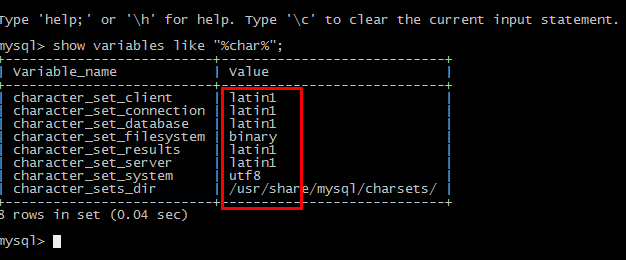 Type 'help;' or '\h' for help. Type '\c' to clear the current input statement.
mysql> show variables like "%char%";
+--------------------------+----------------------------+
| Variable_name | Value |
+--------------------------+----------------------------+
| character_set_client | latin1 |
| character_set_connection | latin1 |
| character_set_database | latin1 |
| character_set_filesystem | binary |
| character_set_results | latin1 |
| character_set_server | latin1 |
| character_set_system | utf8 |
| character_sets_dir | /usr/share/mysql/charsets/ |
+--------------------------+----------------------------+
8 rows in set (0.04 sec)
mysql>